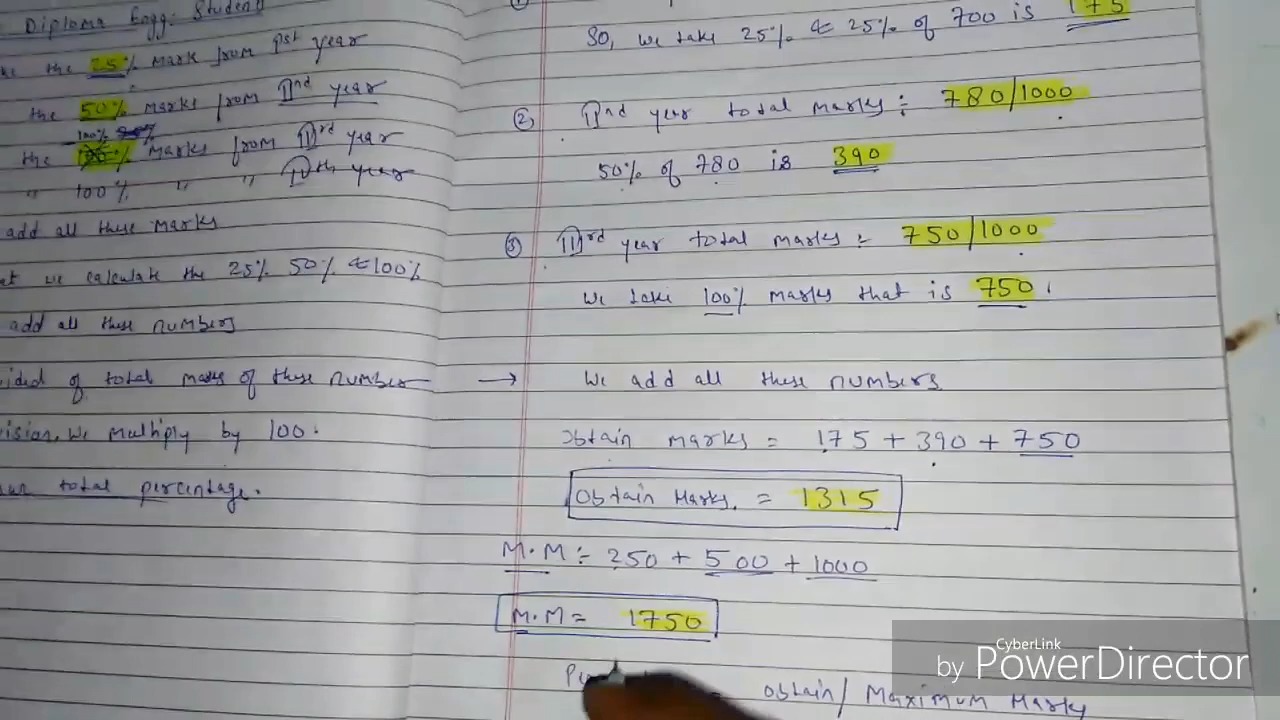 Diploma Engg. Student
the 25% mark from Ist year
the 50% marks from IInd year
100%
the marks from IIIrd year
" 100% " " IVth year
add all these marks
we calculate the 25% 50% & 100%
add all these numbers
of total marks of these number
we multiply by 100.
total percentage.
So, we take 25% & 25% of 700 is 175
② IInd year total marks : 780/1000
50% of 780 is 390
③ IIIrd year total marks : 750/1000
We take 100% marks that is 750.
→ We add all these numbers
Obtain marks = 175 + 390 + 750
Obtain Marks. = 1315
M.M : 250 + 500 + 1000
M.M = 1750
= Obtain/ Maximum Marks
CyberLink
by PowerDirector